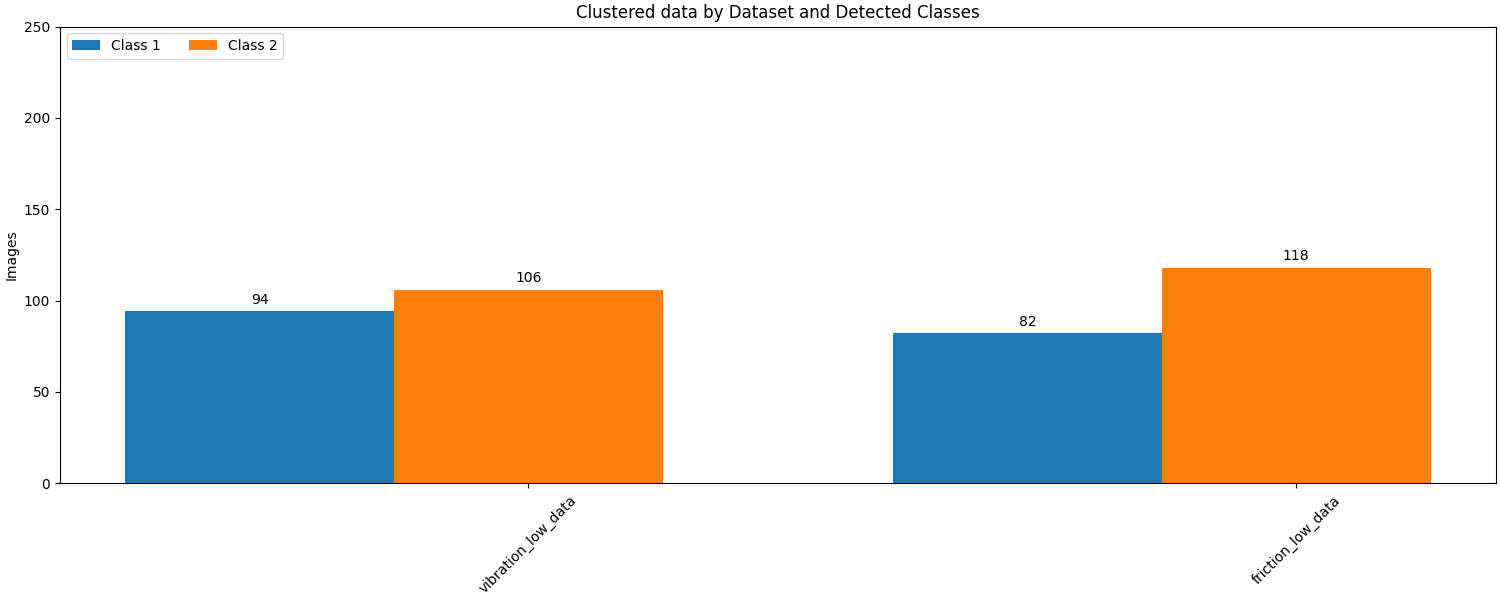 Clustered data by Dataset and Detected Classes
250
Class 1 Class 2
200
150
Images
118
106
100
94
82
50
0
vibration_low_data
friction_low_data